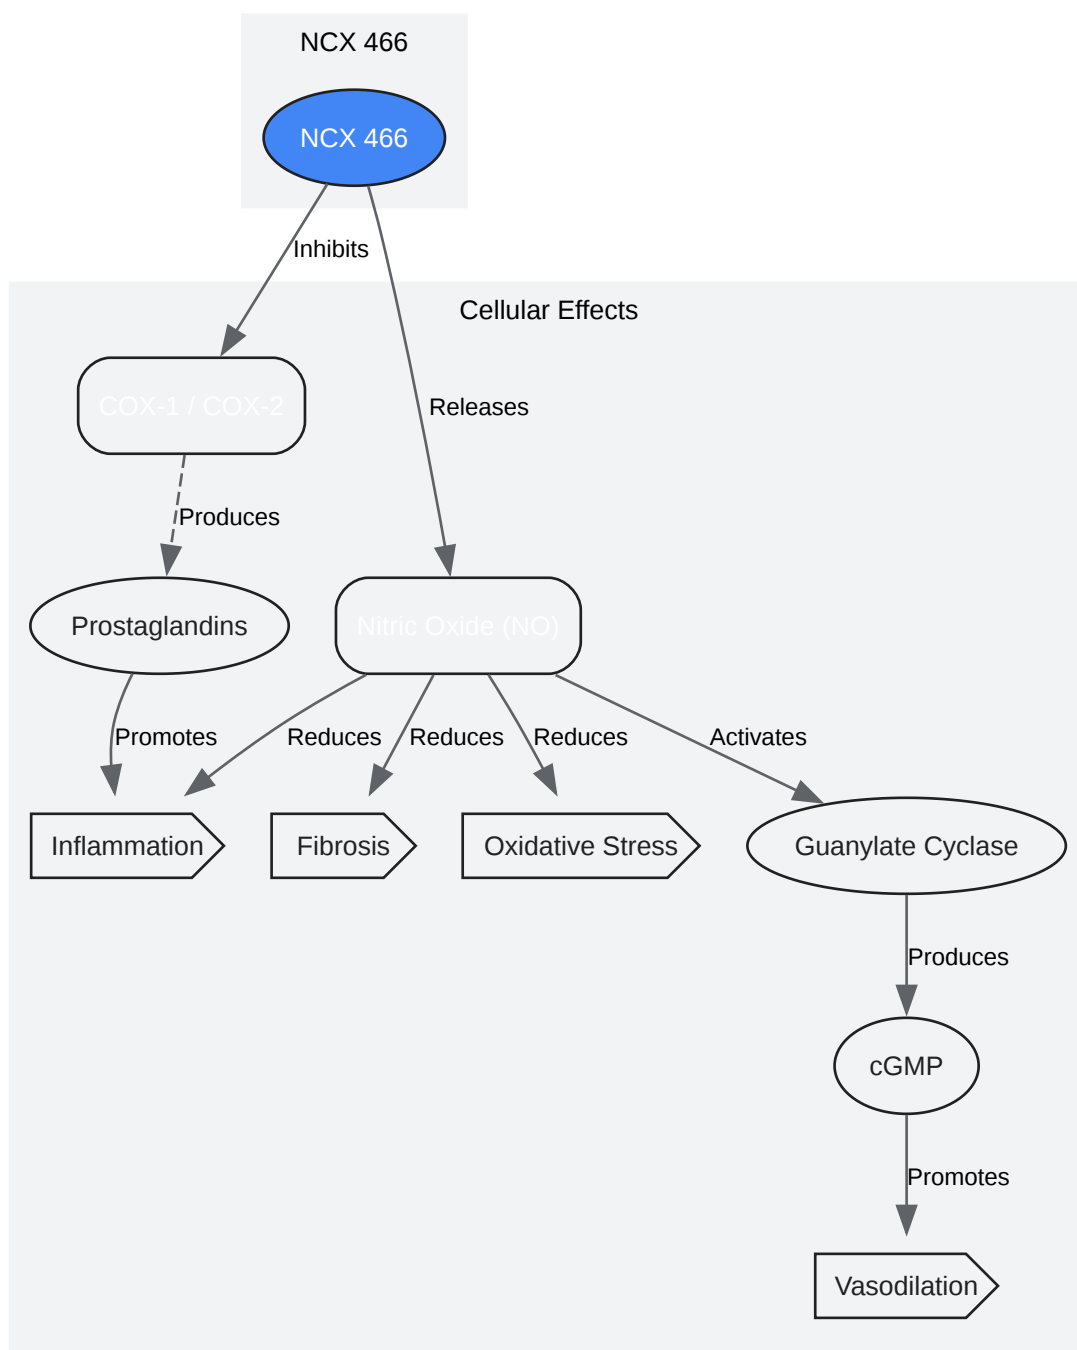 NCX 466
NCX 466
Inhibits
Cellular Effects
COX-1 / COX-2
Releases
Produces
Prostaglandins
Nitric Oxide (NO)
Promotes
Reduces
Reduces
Reduces
Activates
Inflammation
Fibrosis
Oxidative Stress
Guanylate Cyclase
Produces
cGMP
Promotes
Vasodilation